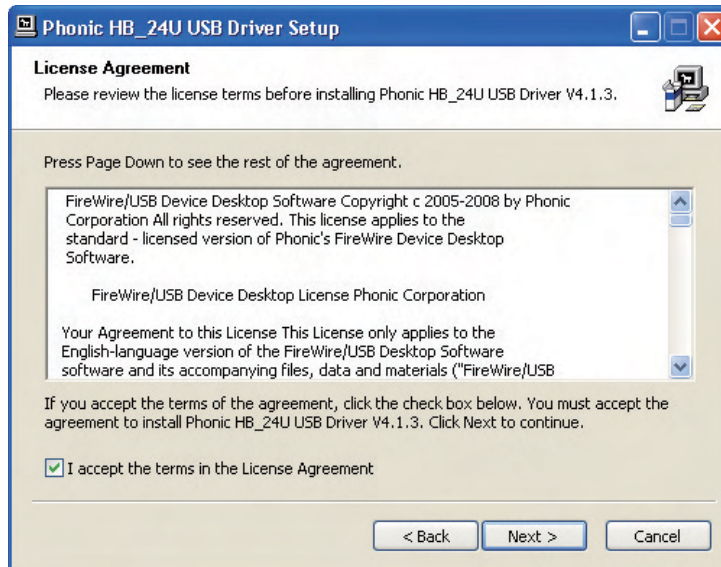 Phonic HB_24U USB Driver Setup
License Agreement
Please review the license terms before installing Phonic HB_24U USB Driver V4.1.3.
Press Page Down to see the rest of the agreement.
FireWire/USB Device Desktop Software Copyright c 2005-2008 by Phonic
Corporation All rights reserved. This license applies to the
standard - licensed version of Phonic's FireWire Device Desktop
Software.
FireWire/USB Device Desktop License Phonic Corporation
Your Agreement to this License This License only applies to the
English-language version of the FireWire/USB Desktop Software
software and its accompanying files, data and materials ("FireWire/USB
If you accept the terms of the agreement, click the check box below. You must accept the
agreement to install Phonic HB_24U USB Driver V4.1.3. Click Next to continue.
I accept the terms in the License Agreement
< Back Next > Cancel